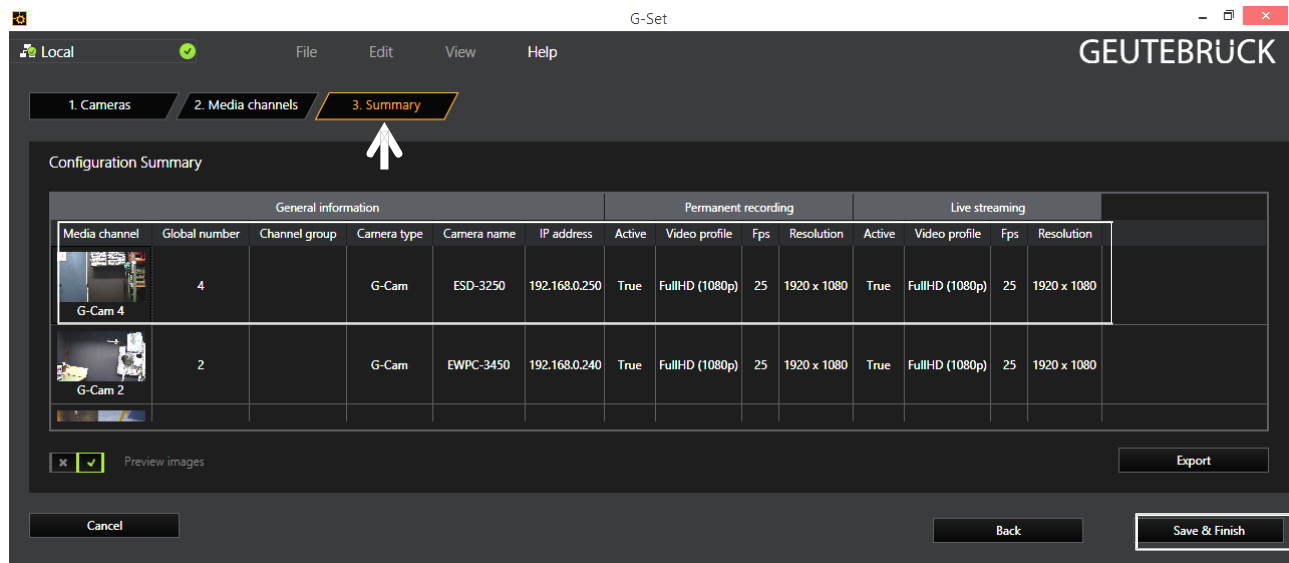 G-Set
Local File Edit View Help GEUTEBRÜCK
1. Cameras 2. Media channels 3. Summary
Configuration Summary
General information Permanent recording Live streaming
Media channel Global number Channel group Camera type Camera name IP address Active Video profile Fps Resolution Active Video profile Fps Resolution
4 G-Cam ESD-3250 192.168.0.250 True FullHD (1080p) 25 1920 x 1080 True FullHD (1080p) 25 1920 x 1080
G-Cam 4
2 G-Cam EWPC-3450 192.168.0.240 True FullHD (1080p) 25 1920 x 1080 True FullHD (1080p) 25 1920 x 1080
G-Cam 2
Preview images Export
Cancel Back Save & Finish